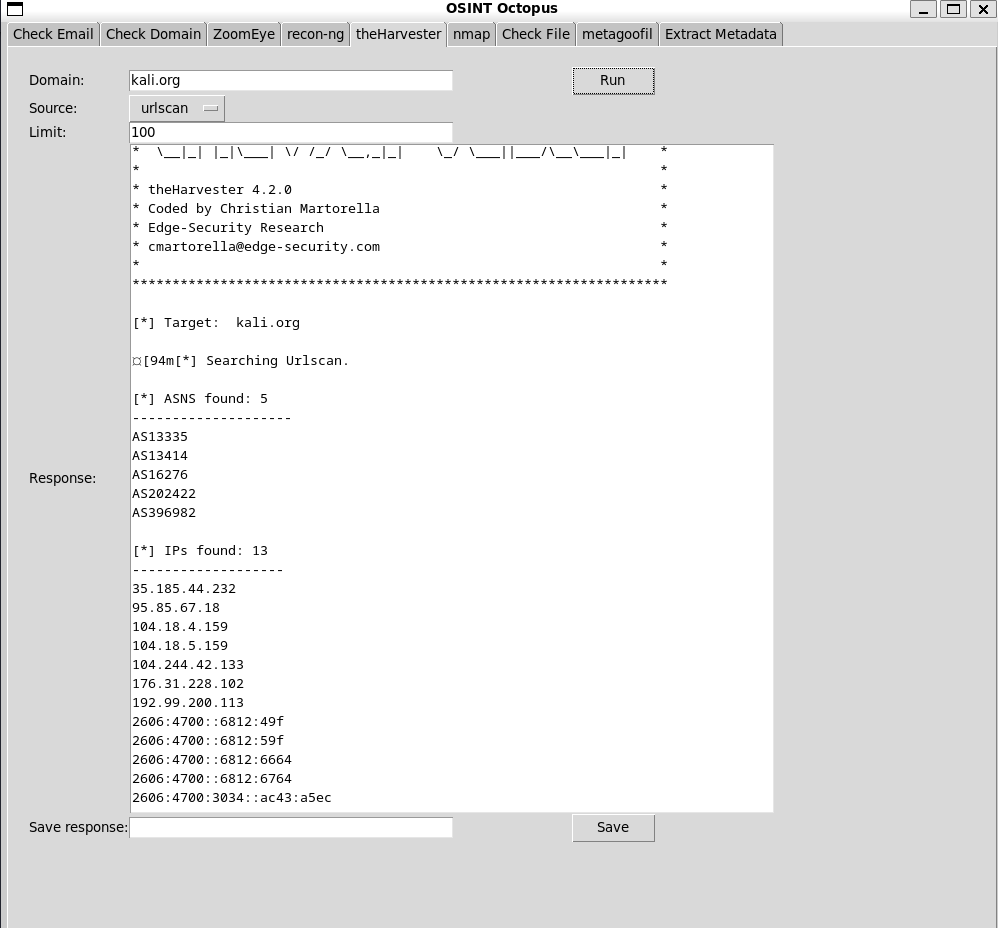 OSINT Octopus
Check Email Check Domain ZoomEye recon-ng theHarvester nmap Check File metagoofil Extract Metadata
Domain: kali.org Run
Source: urlscan
Limit: 100
* \__|_| |_|\___| \/ /_/ \__,_|_| \_/ \___||___/\__\___|_| *
* *
* theHarvester 4.2.0 *
* Coded by Christian Martorella *
* Edge-Security Research *
* cmartorella@edge-security.com *
* *
*******************************************************************
[*] Target:  kali.org
¤[94m[*] Searching Urlscan.
[*] ASNS found: 5
--------------------
AS13335
AS13414
AS16276
AS202422
AS396982
Response:
[*] IPs found: 13
-------------------
35.185.44.232
95.85.67.18
104.18.4.159
104.18.5.159
104.244.42.133
176.31.228.102
192.99.200.113
2606:4700::6812:49f
2606:4700::6812:59f
2606:4700::6812:6664
2606:4700::6812:6764
2606:4700:3034::ac43:a5ec
Save response: Save